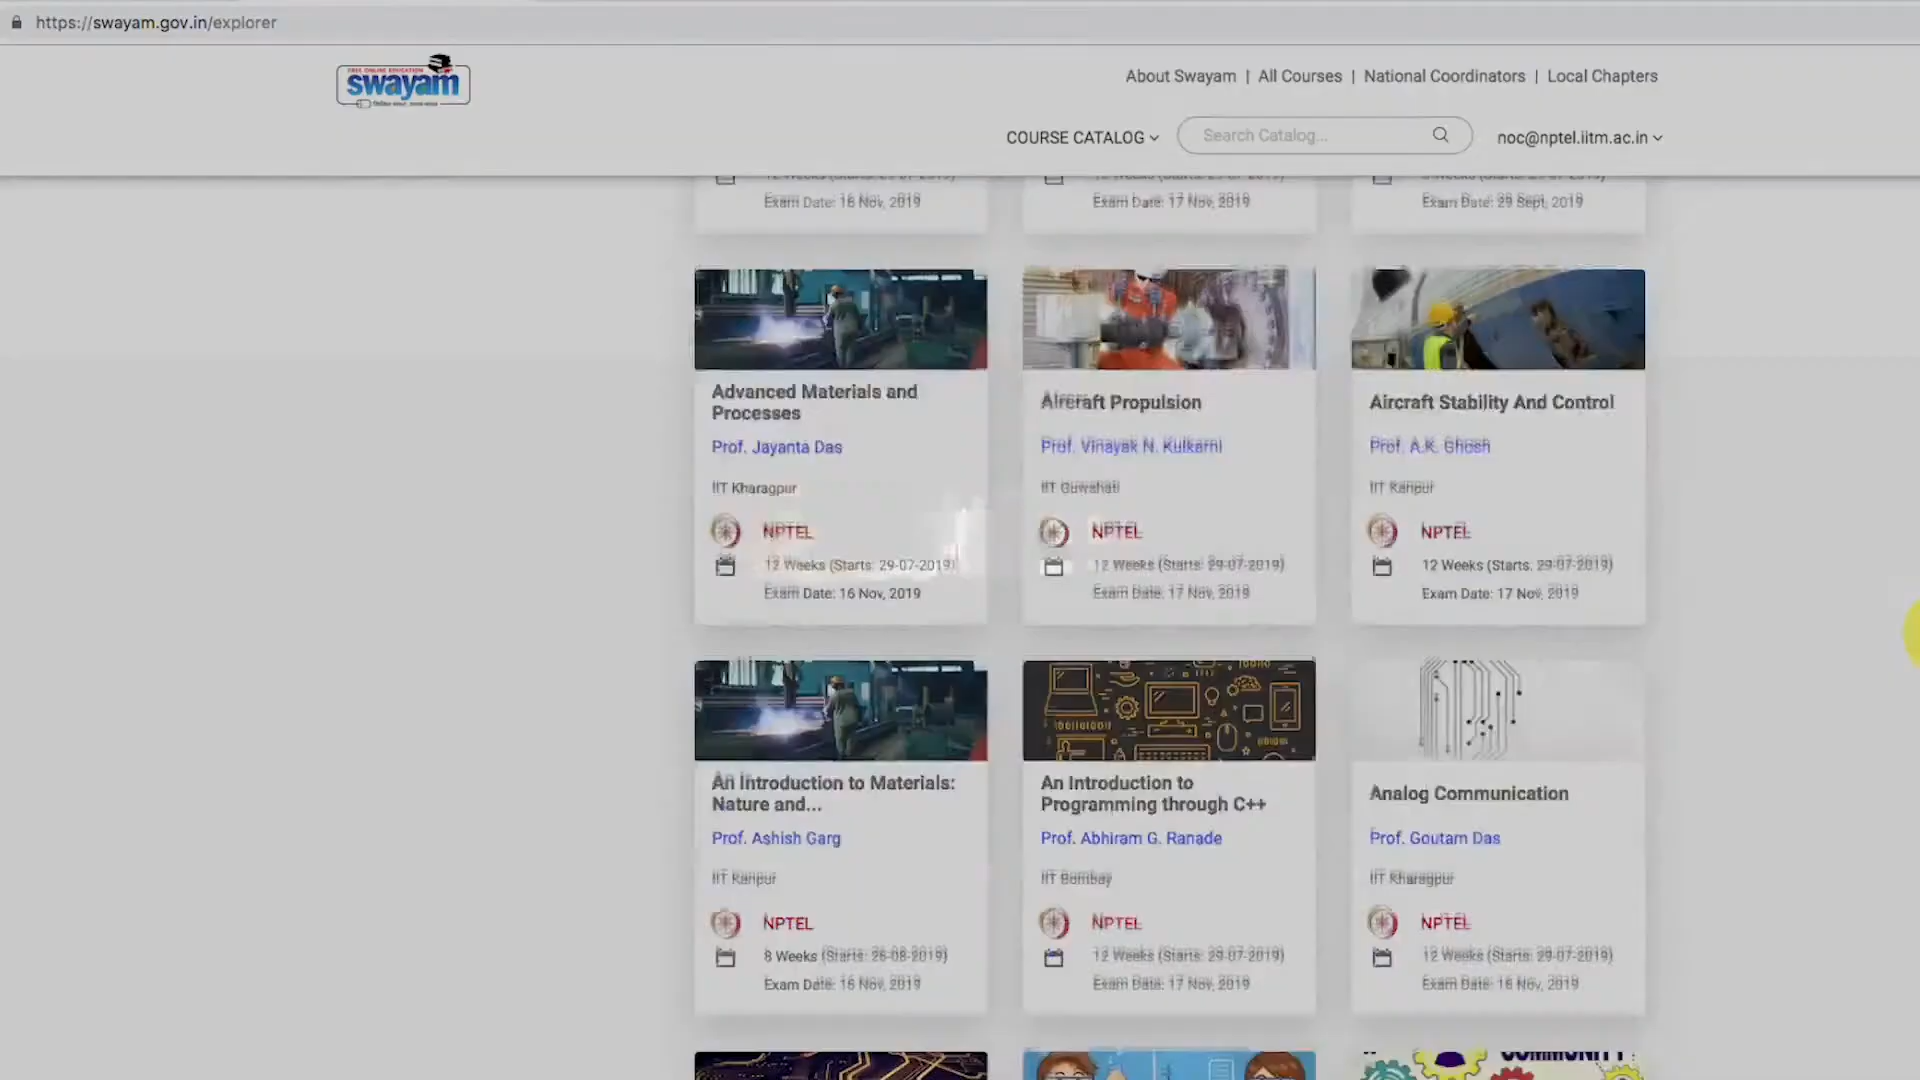 https://swayam.gov.in/explorer
FREE ONLINE EDUCATION
swayam
About Swayam | All Courses | National Coordinators | Local Chapters
COURSE CATALOG
Search Catalog...
noc@nptel.iitm.ac.in
Exam Date: 16 Nov, 2019
Exam Date: 17 Nov, 2019
Exam Date: 29 Sept, 2019
Advanced Materials and
Processes
Prof. Jayanta Das
IIT Kharagpur
NPTEL
12 Weeks (Starts: 29-07-2019)
Exam Date: 16 Nov, 2019
Aircraft Propulsion
Prof. Vinayak N. Kulkarni
IIT Guwahati
NPTEL
12 Weeks (Starts: 29-07-2019)
Exam Date: 17 Nov, 2019
Aircraft Stability And Control
Prof. A.K. Ghosh
IIT Kanpur
NPTEL
12 Weeks (Starts: 29-07-2019)
Exam Date: 17 Nov, 2019
An Introduction to Materials:
Nature and...
Prof. Ashish Garg
IIT Kanpur
NPTEL
8 Weeks (Starts: 26-08-2019)
Exam Date: 16 Nov, 2019
An Introduction to
Programming through C++
Prof. Abhiram G. Ranade
IIT Bombay
NPTEL
12 Weeks (Starts: 29-07-2019)
Exam Date: 17 Nov, 2019
Analog Communication
Prof. Goutam Das
IIT Kharagpur
NPTEL
12 Weeks (Starts: 29-07-2019)
Exam Date: 16 Nov, 2019
COMMUNITY